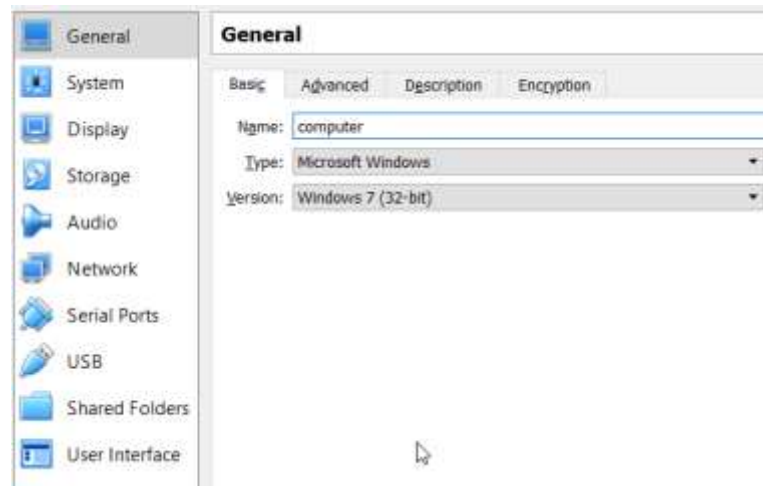 General
System
Display
Storage
Audio
Network
Serial Ports
USB
Shared Folders
User Interface
General
Basic Advanced Description Encryption
Name: computer
Type: Microsoft Windows
Version: Windows 7 (32-bit)